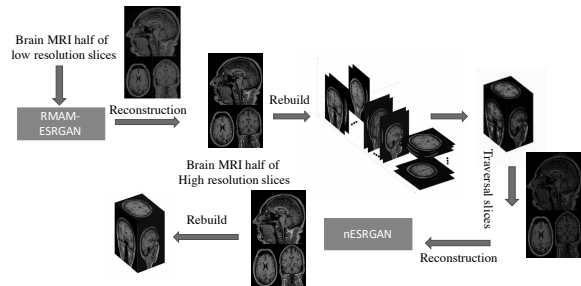 Brain MRI half of
low resolution slices
RMAM-
ESRGAN
Reconstruction
Rebuild
Traversal slices
Brain MRI half of
High resolution slices
Rebuild
nESRGAN
Reconstruction